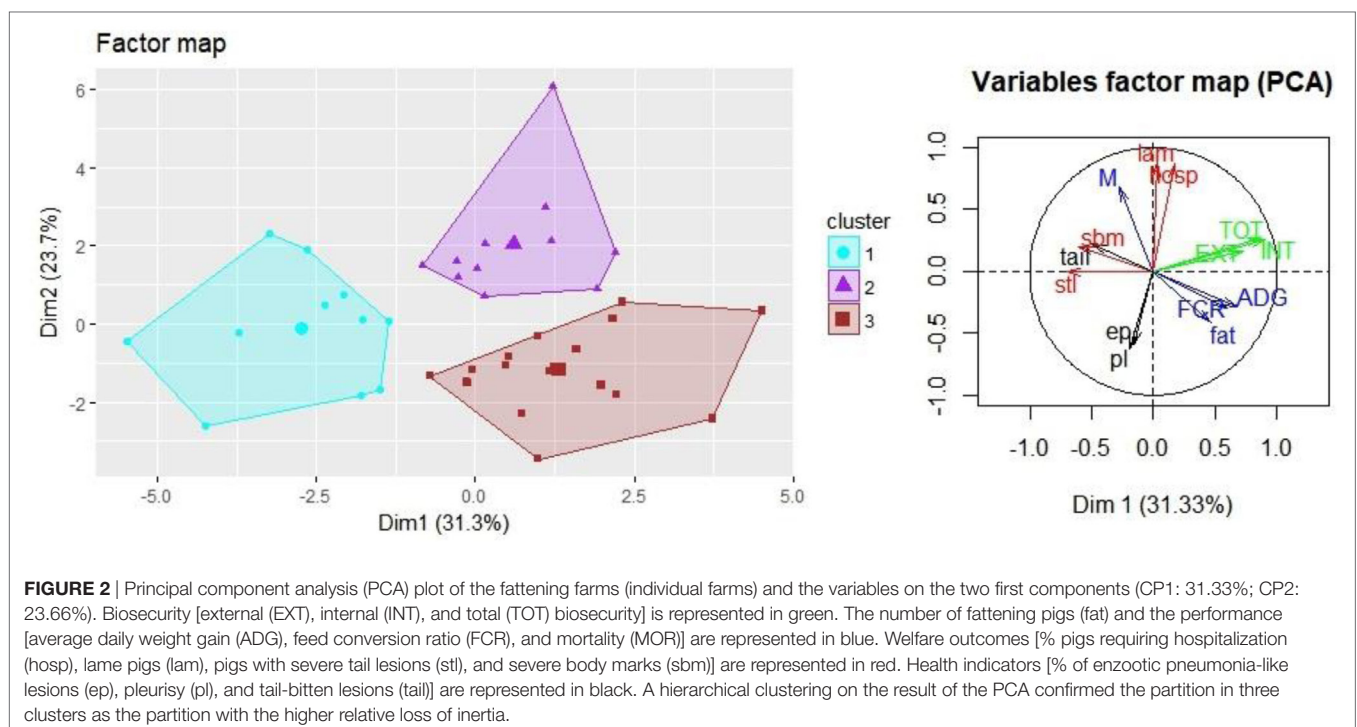 Factor map
6
4
2
0
-2
Dim2 (23.7%)
-5.0
-2.5
0.0
2.5
5.0
Dim1 (31.3%)
cluster
1
2
3
Variables factor map (PCA)
1.0
0.5
0.0
-0.5
-1.0
lam
hosp
M
TOT
sbm
EXT
INT
tail
stl
ADG
FCR
fat
ep
pl
-1.0
-0.5
0.0
0.5
1.0
Dim 1 (31.33%)
FIGURE 2 | Principal component analysis (PCA) plot of the fattening farms (individual farms) and the variables on the two first components (CP1: 31.33%; CP2:
23.66%). Biosecurity [external (EXT), internal (INT), and total (TOT) biosecurity] is represented in green. The number of fattening pigs (fat) and the performance
[average daily weight gain (ADG), feed conversion ratio (FCR), and mortality (MOR)] are represented in blue. Welfare outcomes [% pigs requiring hospitalization
(hosp), lame pigs (lam), pigs with severe tail lesions (stl), and severe body marks (sbm)] are represented in red. Health indicators [% of enzootic pneumonia-like
lesions (ep), pleurisy (pl), and tail-bitten lesions (tail)] are represented in black. A hierarchical clustering on the result of the PCA confirmed the partition in three
clusters as the partition with the higher relative loss of inertia.